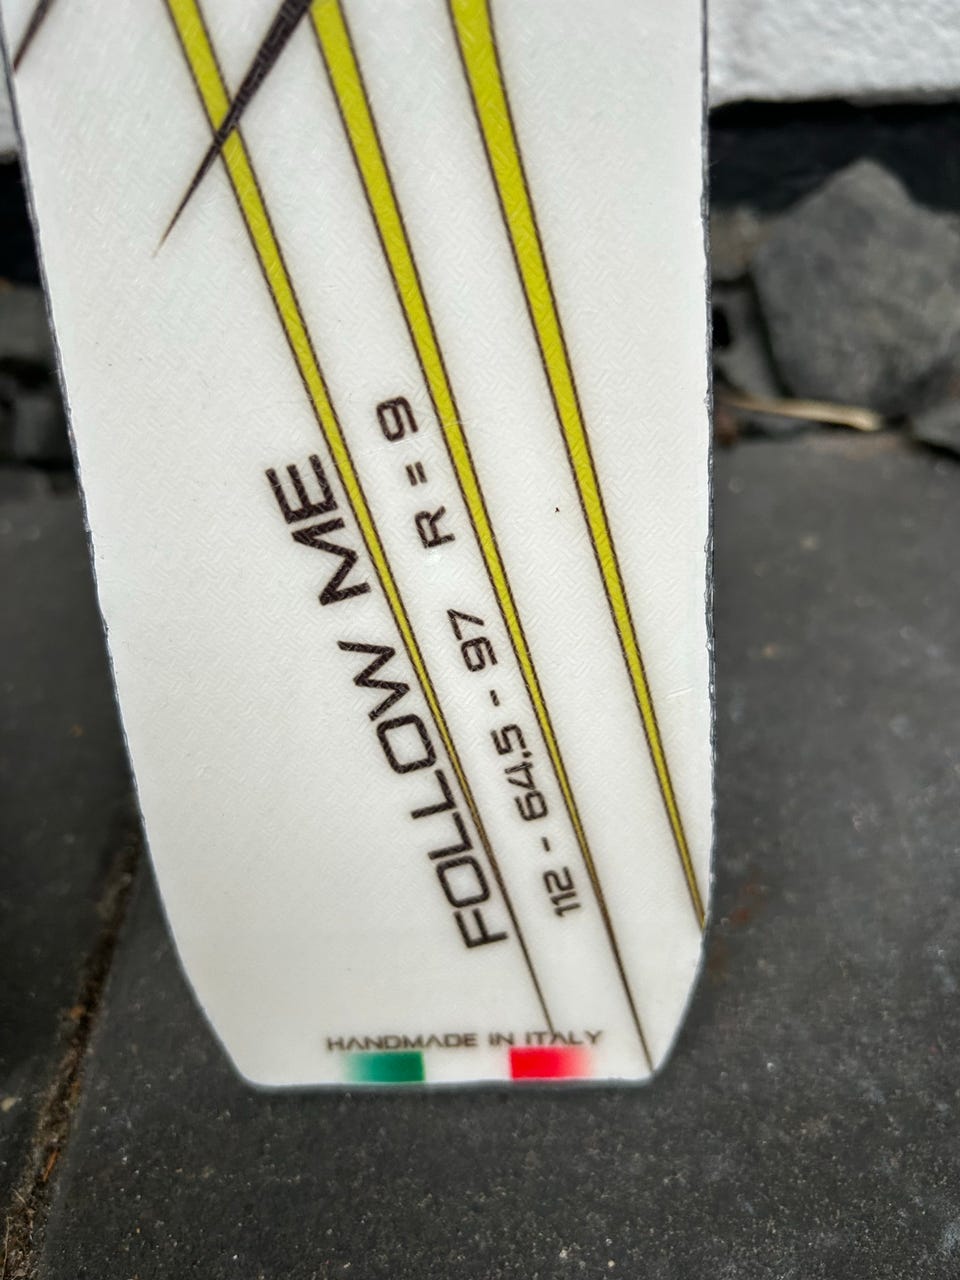 FOLLOW ME
112 - 64.5 - 97 R = 9
HANDMADE IN ITALY